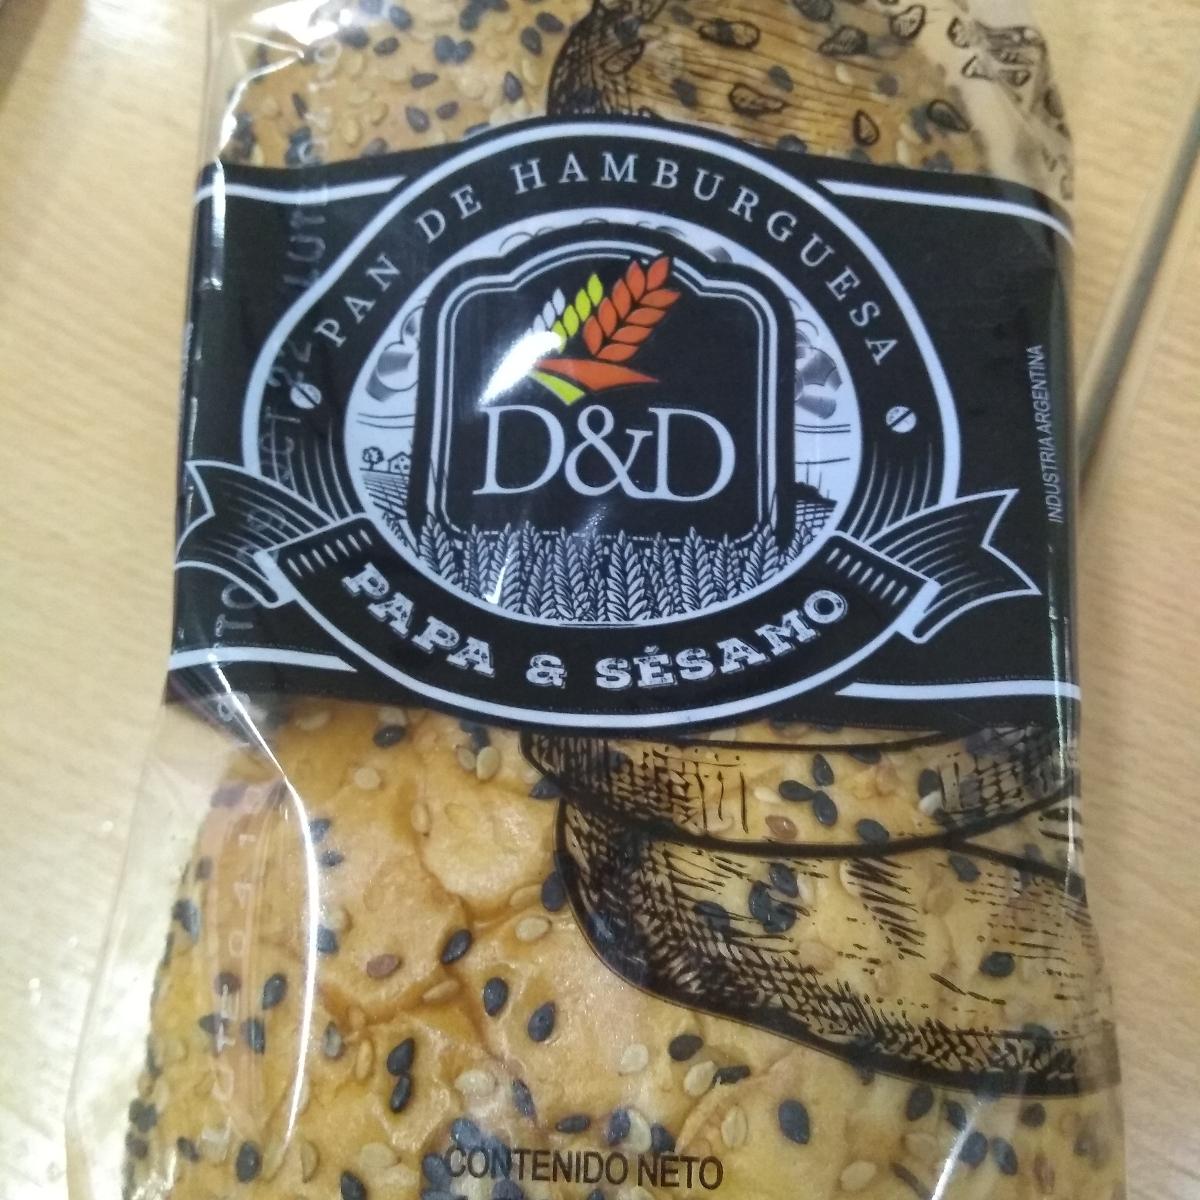 PAN DE HAMBURGUESA
D&D
PAPA & SÉSAMO
INDUSTRIA ARGENTINA
CONTENIDO NETO